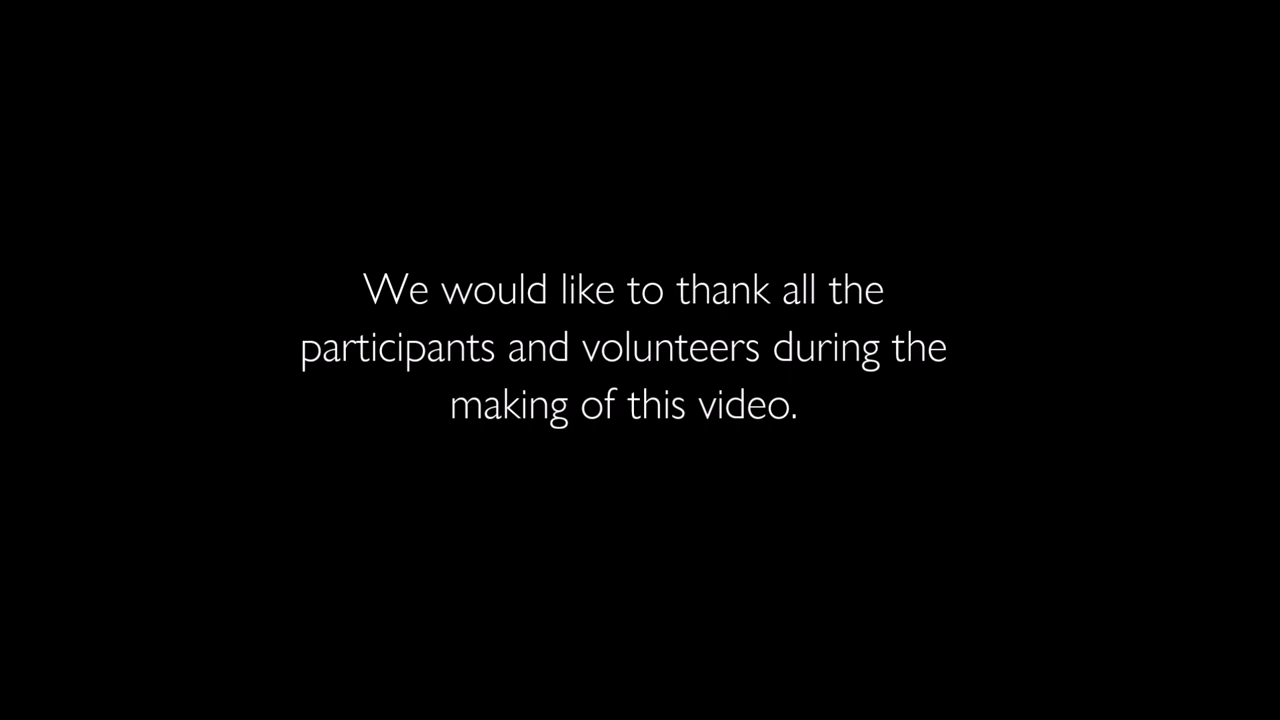 We would like to thank all the
participants and volunteers during the
making of this video.